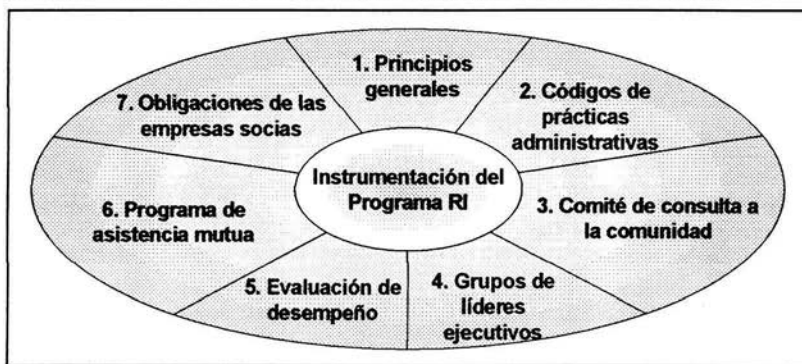 1. Principios
generales
2. Códigos de
prácticas
administrativas
3. Comité de consulta a
la comunidad
4. Grupos de
líderes
ejecutivos
5. Evaluación de
desempeño
6. Programa de
asistencia mutua
7. Obligaciones de las
empresas socias
Instrumentación del
Programa RI